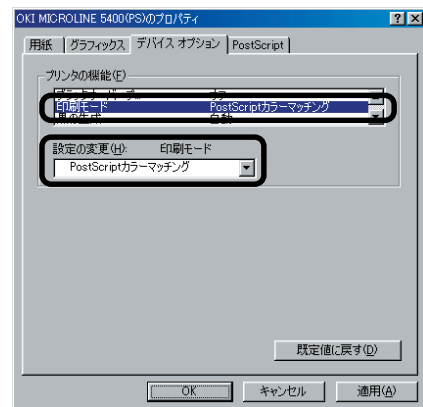 OKI MICROLINE 5400(PS)のプロパティ
用紙 グラフィックス デバイス オプション PostScript
プリンタの機能(F)
印刷モード PostScriptカラーマッチング
黒の生成 自動
設定の変更(H): 印刷モード
PostScriptカラーマッチング
既定値に戻す(D)
OK キャンセル 適用(A)